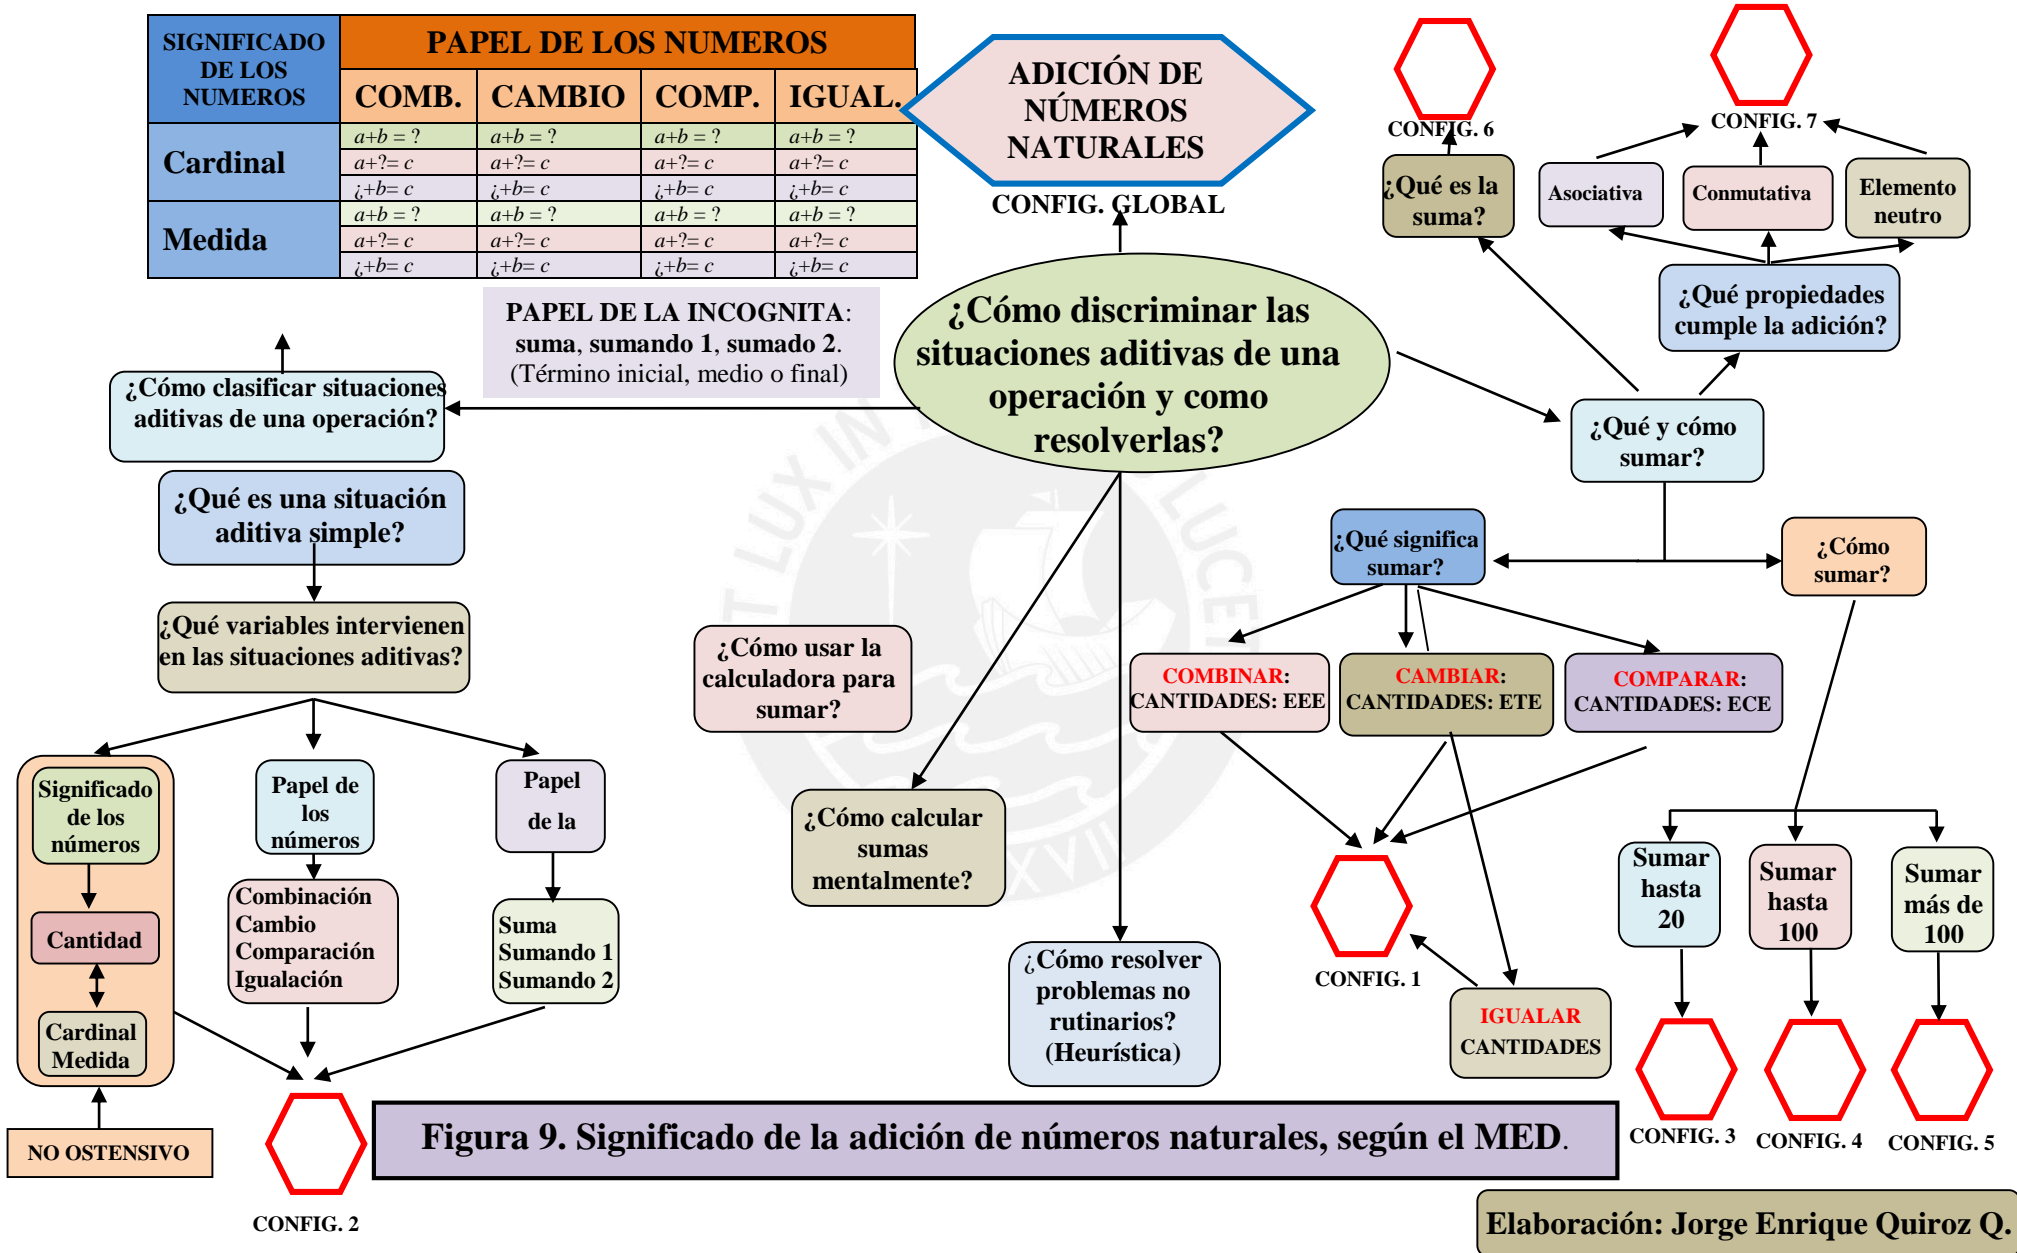 SIGNIFICADO
DE LOS
NUMEROS
PAPEL DE LOS NUMEROS
COMB. CAMBIO COMP. IGUAL.
Cardinal
a+b = ? a+b = ? a+b = ? a+b = ?
a+?= c a+?= c a+?= c a+?= c
¿+b= c ¿+b= c ¿+b= c ¿+b= c
Medida
a+b = ? a+b = ? a+b = ? a+b = ?
a+?= c a+?= c a+?= c a+?= c
¿+b= c ¿+b= c ¿+b= c ¿+b= c
ADICIÓN DE
NÚMEROS
NATURALES
CONFIG. GLOBAL
CONFIG. 6
CONFIG. 7
¿Qué es la
suma?
Asociativa
Conmutativa
Elemento
neutro
¿Qué propiedades
cumple la adición?
PAPEL DE LA INCOGNITA:
suma, sumando 1, sumado 2.
(Término inicial, medio o final)
¿Cómo discriminar las
situaciones aditivas de una
operación y como
resolverlas?
¿Cómo clasificar situaciones
aditivas de una operación?
¿Qué y cómo
sumar?
¿Qué es una situación
aditiva simple?
¿Qué significa
sumar?
¿Cómo
sumar?
¿Qué variables intervienen
en las situaciones aditivas?
¿Cómo usar la
calculadora para
sumar?
COMBINAR:
CANTIDADES: EEE
CAMBIAR:
CANTIDADES: ETE
COMPARAR:
CANTIDADES: ECE
Significado
de los
números
Papel de
los
números
Papel
de la
¿Cómo calcular
sumas
mentalmente?
Sumar
hasta
20
Sumar
hasta
100
Sumar
más de
100
Cantidad
Combinación
Cambio
Comparación
Igualación
Suma
Sumando 1
Sumando 2
¿Cómo resolver
problemas no
rutinarios?
(Heurística)
CONFIG. 1
Cardinal
Medida
IGUALAR
CANTIDADES
NO OSTENSIVO
CONFIG. 2
Figura 9. Significado de la adición de números naturales, según el MED.
CONFIG. 3
CONFIG. 4
CONFIG. 5
Elaboración: Jorge Enrique Quiroz Q.